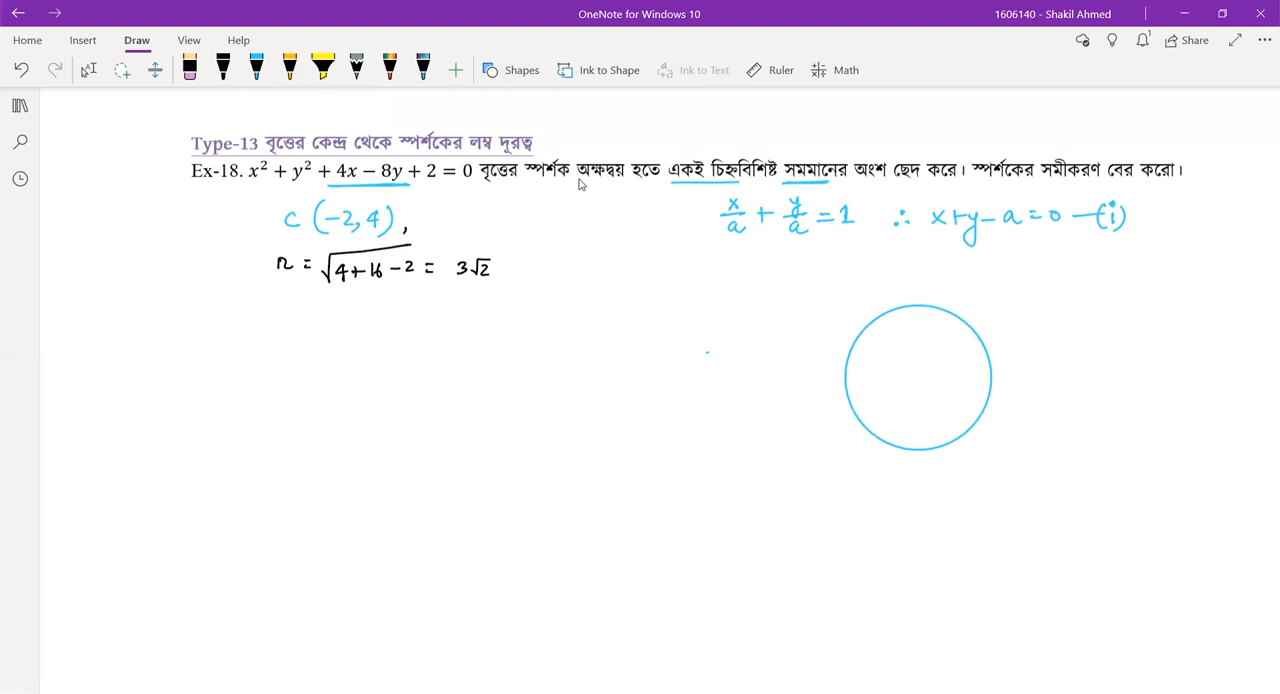 OneNote for Windows 10
1606140 - Shakil Ahmed
Home Insert Draw View Help
Share
Shapes Ink to Shape Ink to Text Ruler Math
Type-13 বৃত্তের কেন্দ্র থেকে স্পর্শকের লম্ব দূরত্ব
Ex-18. x² + y² + 4x − 8y + 2 = 0 বৃত্তের স্পর্শক অক্ষদ্বয় হতে একই চিহ্নবিশিষ্ট সমমানের অংশ ছেদ করে। স্পর্শকের সমীকরণ বের করো।
C (-2, 4) ,
x/a + y/a = 1 ∴ x+y-a=0 —(i)
r = √(4+16-2) = 3√2